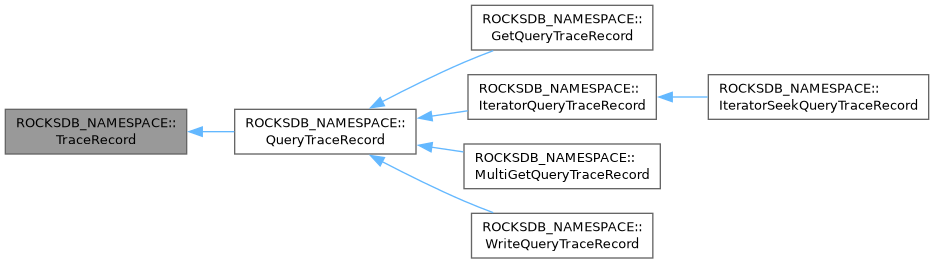 ROCKSDB_NAMESPACE::
TraceRecord
ROCKSDB_NAMESPACE::
QueryTraceRecord
ROCKSDB_NAMESPACE::
GetQueryTraceRecord
ROCKSDB_NAMESPACE::
IteratorQueryTraceRecord
ROCKSDB_NAMESPACE::
IteratorSeekQueryTraceRecord
ROCKSDB_NAMESPACE::
MultiGetQueryTraceRecord
ROCKSDB_NAMESPACE::
WriteQueryTraceRecord